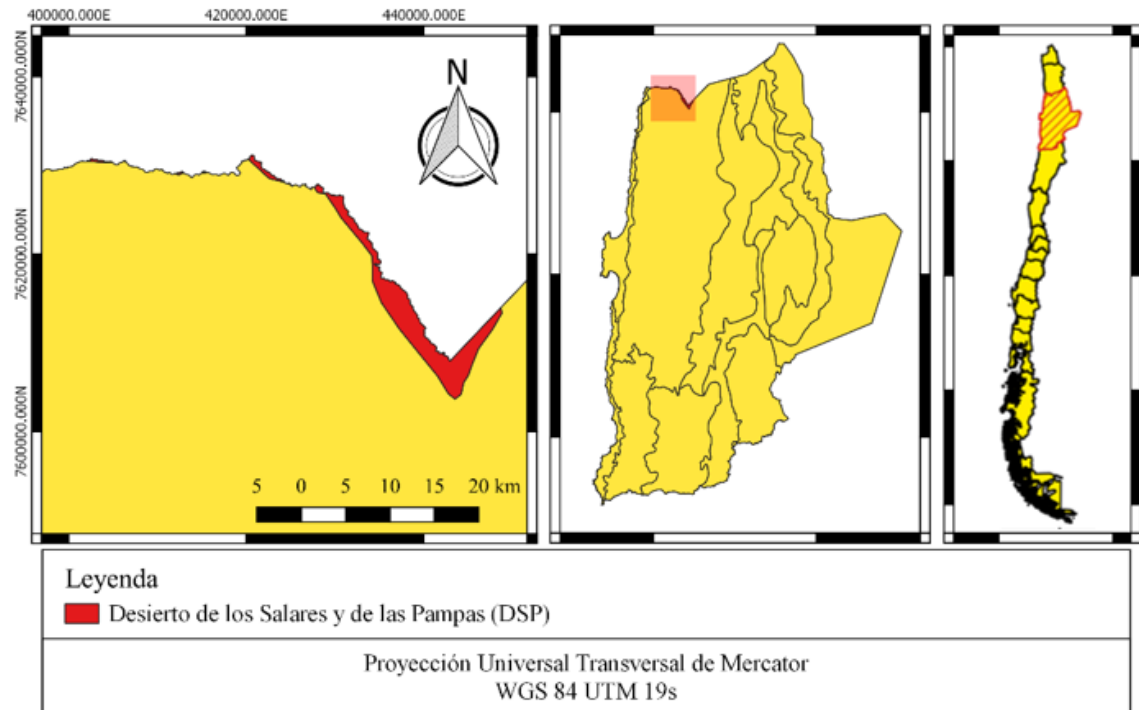 400000.000E 420000.000E 440000.000E
7640000.000N
7620000.000N
7600000.000N
N
5 0 5 10 15 20 km
Leyenda
Desierto de los Salares y de las Pampas (DSP)
Proyección Universal Transversal de Mercator
WGS 84 UTM 19s